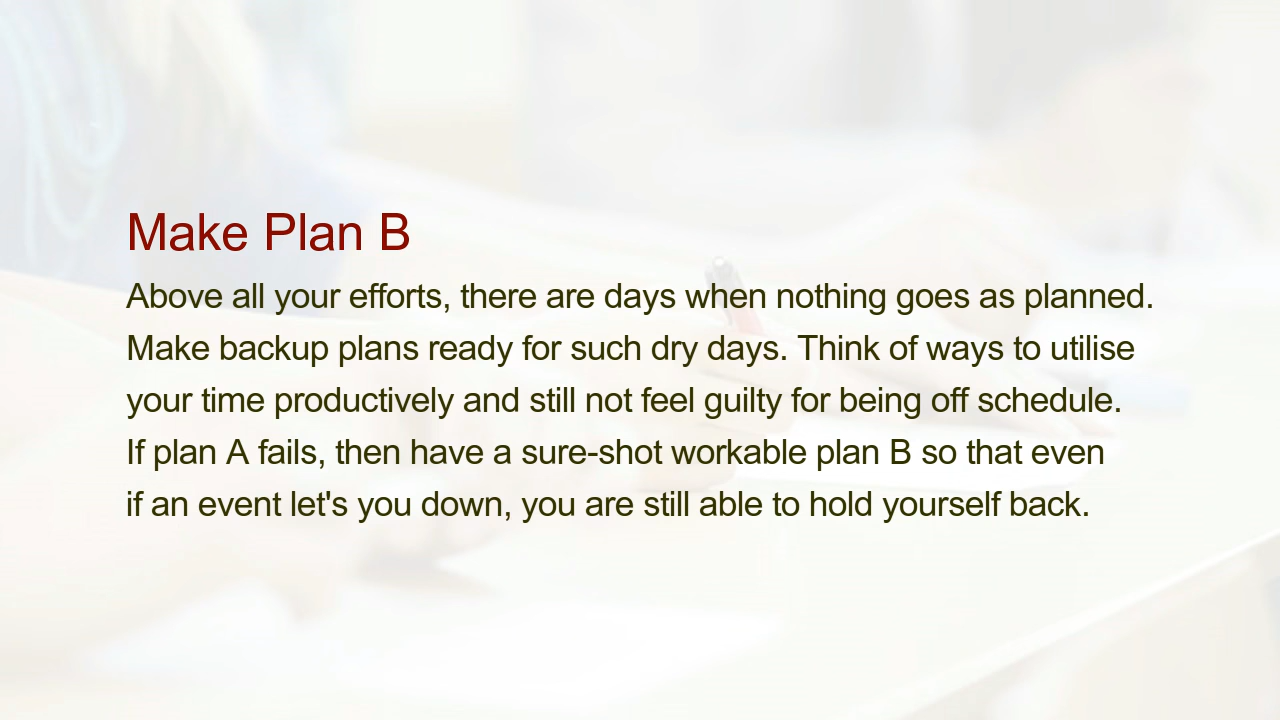 Make Plan B
Above all your efforts, there are days when nothing goes as planned.
Make backup plans ready for such dry days. Think of ways to utilise
your time productively and still not feel guilty for being off schedule.
If plan A fails, then have a sure-shot workable plan B so that even
if an event let's you down, you are still able to hold yourself back.